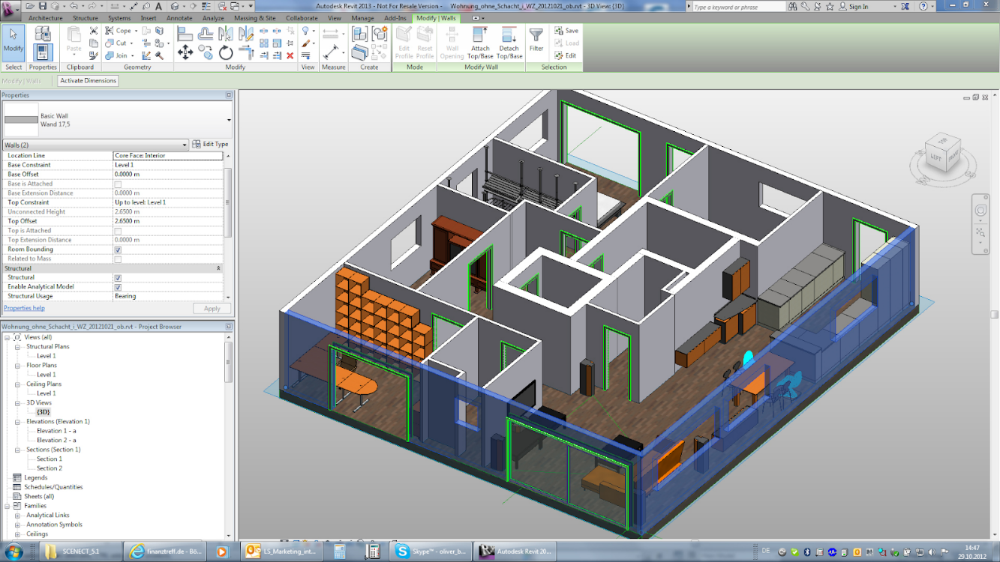 Autodesk Revit 2013 - Not For Resale Version - Wohnung_ohne_Schacht_i_WZ_20121021_ob.rvt - 3D View: {3D}
Type a keyword or phrase
Sign In
Architecture Structure Systems Insert Annotate Analyze Massing & Site Collaborate View Manage Add-Ins Modify | Walls
Modify Paste Cope Cut Join Edit Profile Reset Profile Wall Opening Attach Top/Base Detach Top/Base Filter Save Load Edit
Select Properties Clipboard Geometry Modify View Measure Create Mode Modify Wall Selection
Modify | Walls Activate Dimensions
Properties
Basic Wall
Wand 17,5
Walls (2) Edit Type
Location Line Core Face: Interior
Base Constraint Level 1
Base Offset 0.0000 m
Base is Attached
Base Extension Distance 0.0000 m
Top Constraint Up to level: Level 1
Unconnected Height 2.6500 m
Top Offset 2.6500 m
Top is Attached
Top Extension Distance 0.0000 m
Room Bounding
Related to Mass
Structural
Structural
Enable Analytical Model
Structural Usage Bearing
Properties help Apply
Wohnung_ohne_Schacht_i_WZ_20121021_ob.rvt - Project Browser
Views (all)
Structural Plans
Level 1
Floor Plans
Level 1
Ceiling Plans
Level 1
3D Views
{3D}
Elevations (Elevation 1)
Elevation 1 - a
Elevation 2 - a
Sections (Section 1)
Section 1
Section 2
Legends
Schedules/Quantities
Sheets (all)
Families
Analytical Links
Annotation Symbols
Ceilings
TOP
LEFT FRONT
SCENECT_5.1 finanztreff.de - Bö... LS_Marketing_int... Skype™ - oliver_b... Autodesk Revit 20...
DE
14:47
29.10.2012